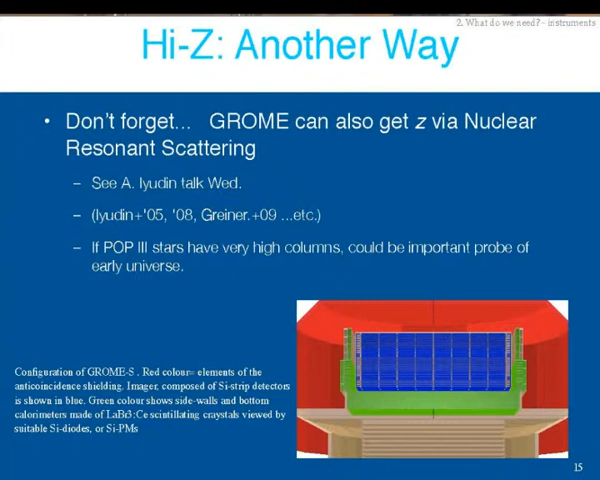 2. What do we need? - instruments
Hi-Z: Another Way
• Don't forget... GROME can also get z via Nuclear
Resonant Scattering
– See A. Iyudin talk Wed.
– (Iyudin+'05, '08, Greiner.+09 ...etc.)
– If POP III stars have very high columns, could be important probe of
early universe.
Configuration of GROME-S . Red colour= elements of the
anticoincidence shielding. Imager, composed of Si-strip detectors
is shown in blue. Green colour shows side-walls and bottom
calorimeters made of LaBr3:Ce scintillating craystals viewed by
suitable Si-diodes, or Si-PMs
15